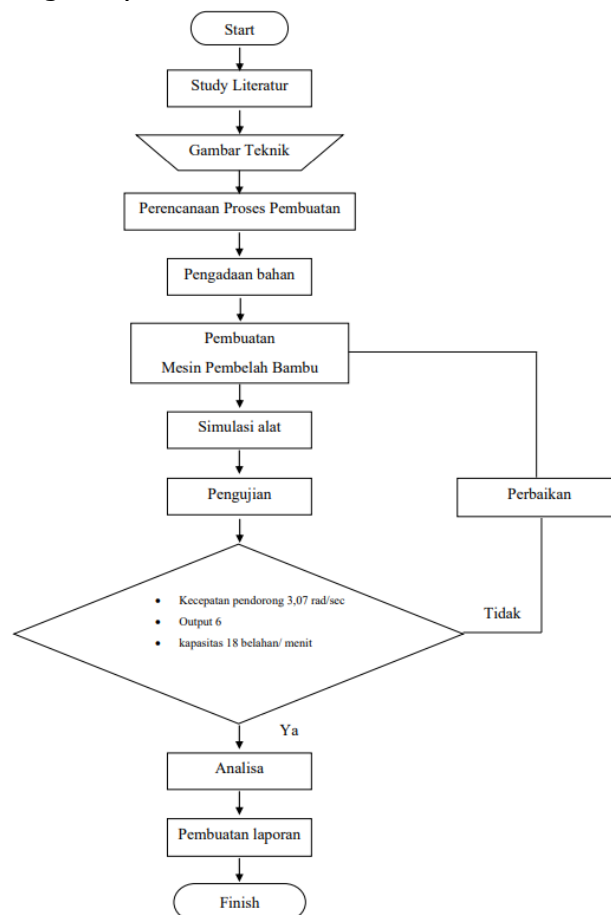 Start
Study Literatur
Gambar Teknik
Perencanaan Proses Pembuatan
Pengadaan bahan
Pembuatan
Mesin Pembelah Bambu
Simulasi alat
Pengujian
Perbaikan
• Kecepatan pendorong 3,07 rad/sec
• Output 6
• kapasitas 18 belahan/ menit
Tidak
Ya
Analisa
Pembuatan laporan
Finish